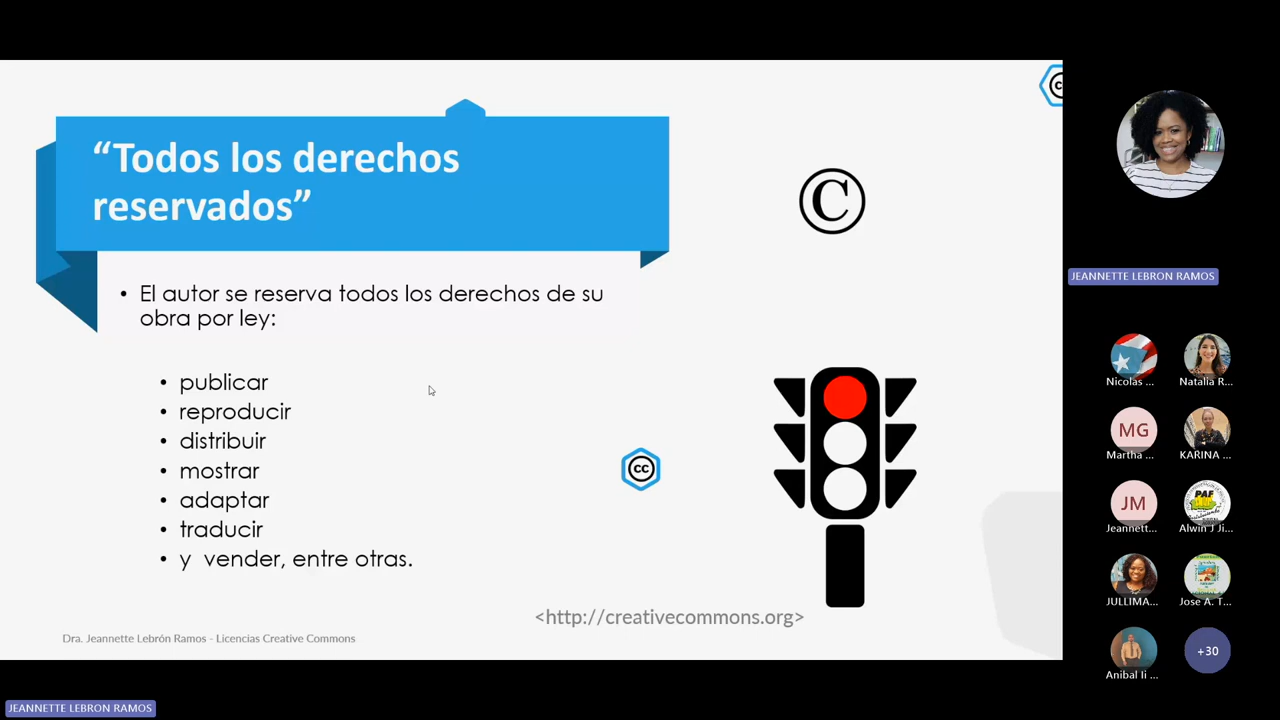 “Todos los derechos
reservados”
©
• El autor se reserva todos los derechos de su
obra por ley:
• publicar
• reproducir
• distribuir
• mostrar
• adaptar
• traducir
• y vender, entre otras.
cc
<http://creativecommons.org>
Dra. Jeannette Lebrón Ramos - Licencias Creative Commons
JEANNETTE LEBRON RAMOS
JEANNETTE LEBRON RAMOS
Nicolas ...
Natalia R...
MG
Martha ...
KARINA ...
JM
Jeannett...
PAF
Alwin J Ji...
JULLIMA...
Jose A. T...
Anibal Ii ...
+30